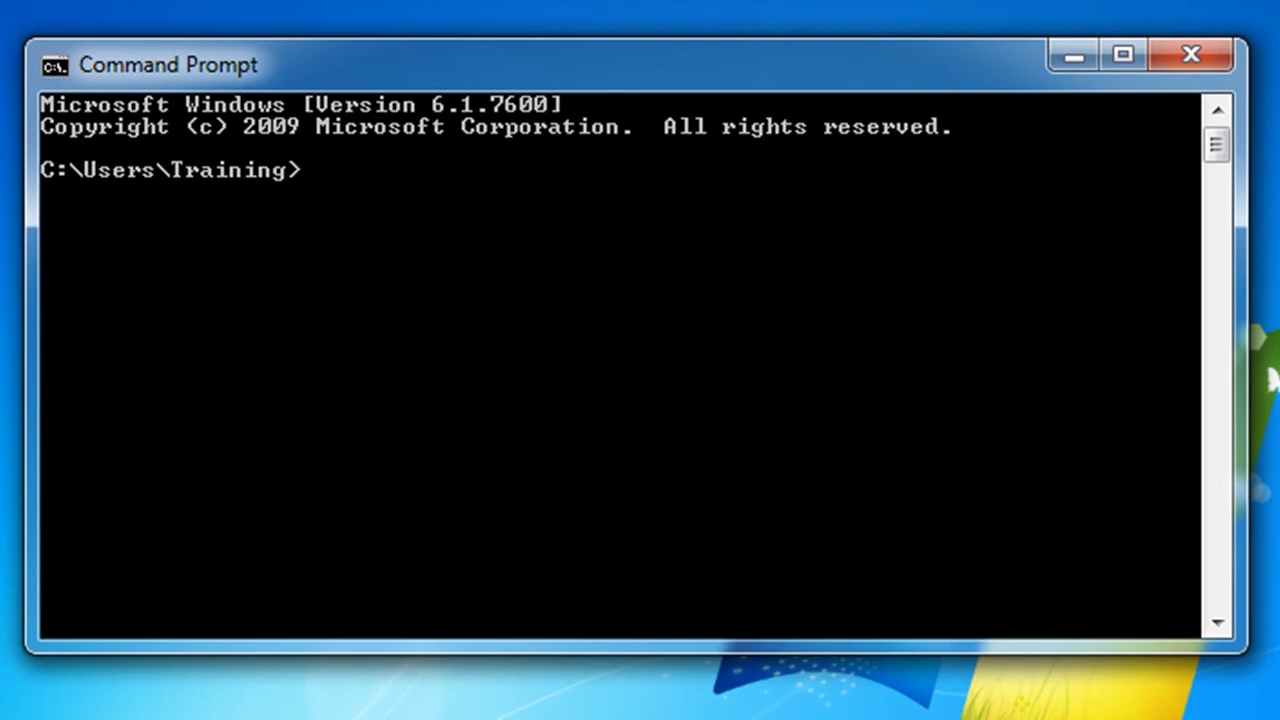 Command Prompt
Microsoft Windows [Version 6.1.7600]
Copyright (c) 2009 Microsoft Corporation.  All rights reserved.
C:\Users\Training>